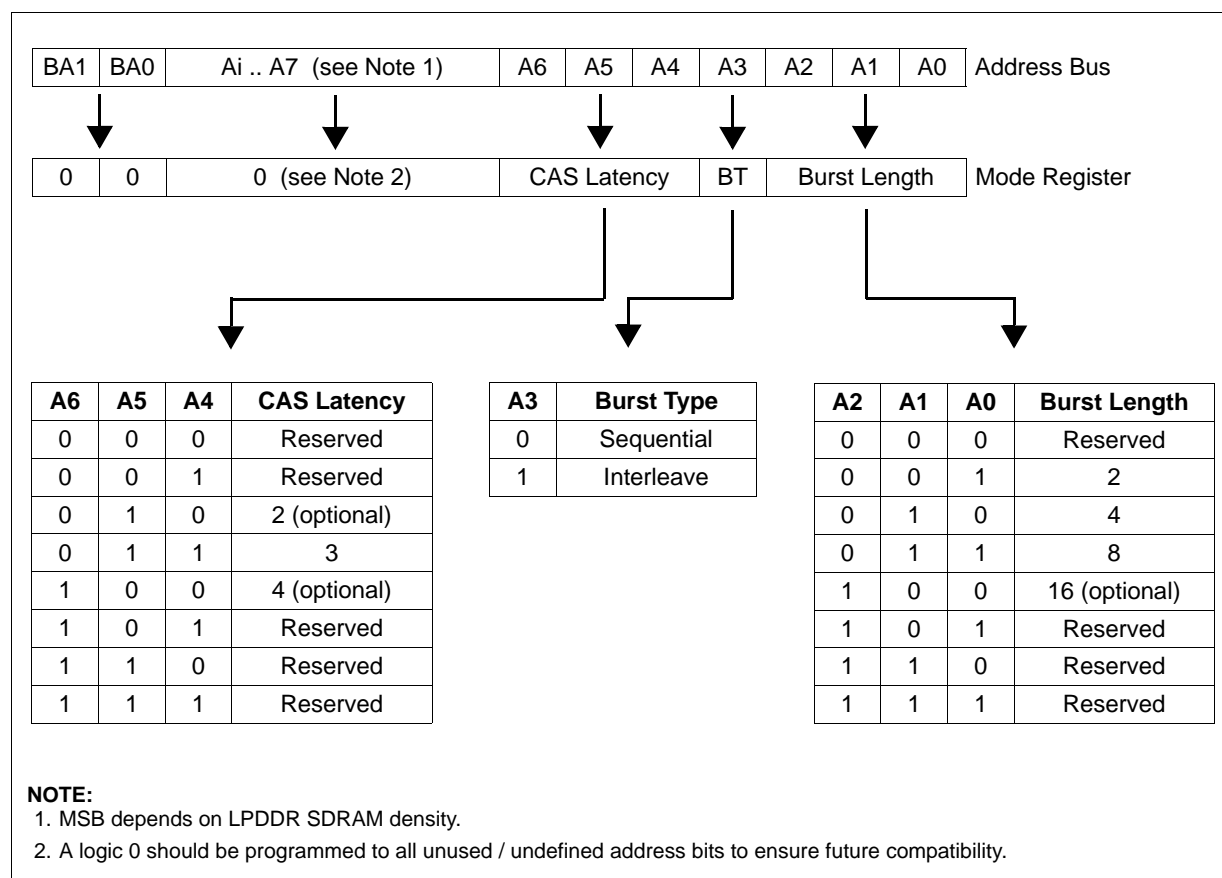 BA1 BA0 Ai .. A7 (see Note 1) A6 A5 A4 A3 A2 A1 A0 Address Bus
0 0 0 (see Note 2) CAS Latency BT Burst Length Mode Register
A6 A5 A4 CAS Latency
0 0 0 Reserved
0 0 1 Reserved
0 1 0 2 (optional)
0 1 1 3
1 0 0 4 (optional)
1 0 1 Reserved
1 1 0 Reserved
1 1 1 Reserved
A3 Burst Type
0 Sequential
1 Interleave
A2 A1 A0 Burst Length
0 0 0 Reserved
0 0 1 2
0 1 0 4
0 1 1 8
1 0 0 16 (optional)
1 0 1 Reserved
1 1 0 Reserved
1 1 1 Reserved
NOTE:
1. MSB depends on LPDDR SDRAM density.
2. A logic 0 should be programmed to all unused / undefined address bits to ensure future compatibility.